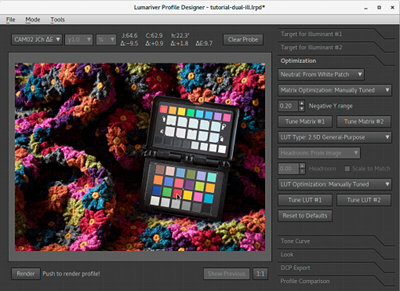 Lumariver Profile Designer - tutorial-dual-ill.lrpd*
File Mode Tools
CAM02 JCh ΔE γ1.0 % J:64.6 C:62.9 h:22.3° Clear Probe
Δ:−9.5 Δ:+0.9 Δ:+1.8 ΔE:9.7
Target for Illuminant #1
Target for Illuminant #2
Optimization
Neutral: From White Patch
Matrix Optimization: Manually Tuned
0.20 Negative Y range
Tune Matrix #1 Tune Matrix #2
LUT Type: 2.5D General-Purpose
Headroom: From Image
0.00 Headroom Scale to Match
LUT Optimization: Manually Tuned
Tune LUT #1 Tune LUT #2
Reset to Defaults
Tone Curve
Look
DCP Export
Profile Comparison
Render Push to render profile! Show Previous 1:1